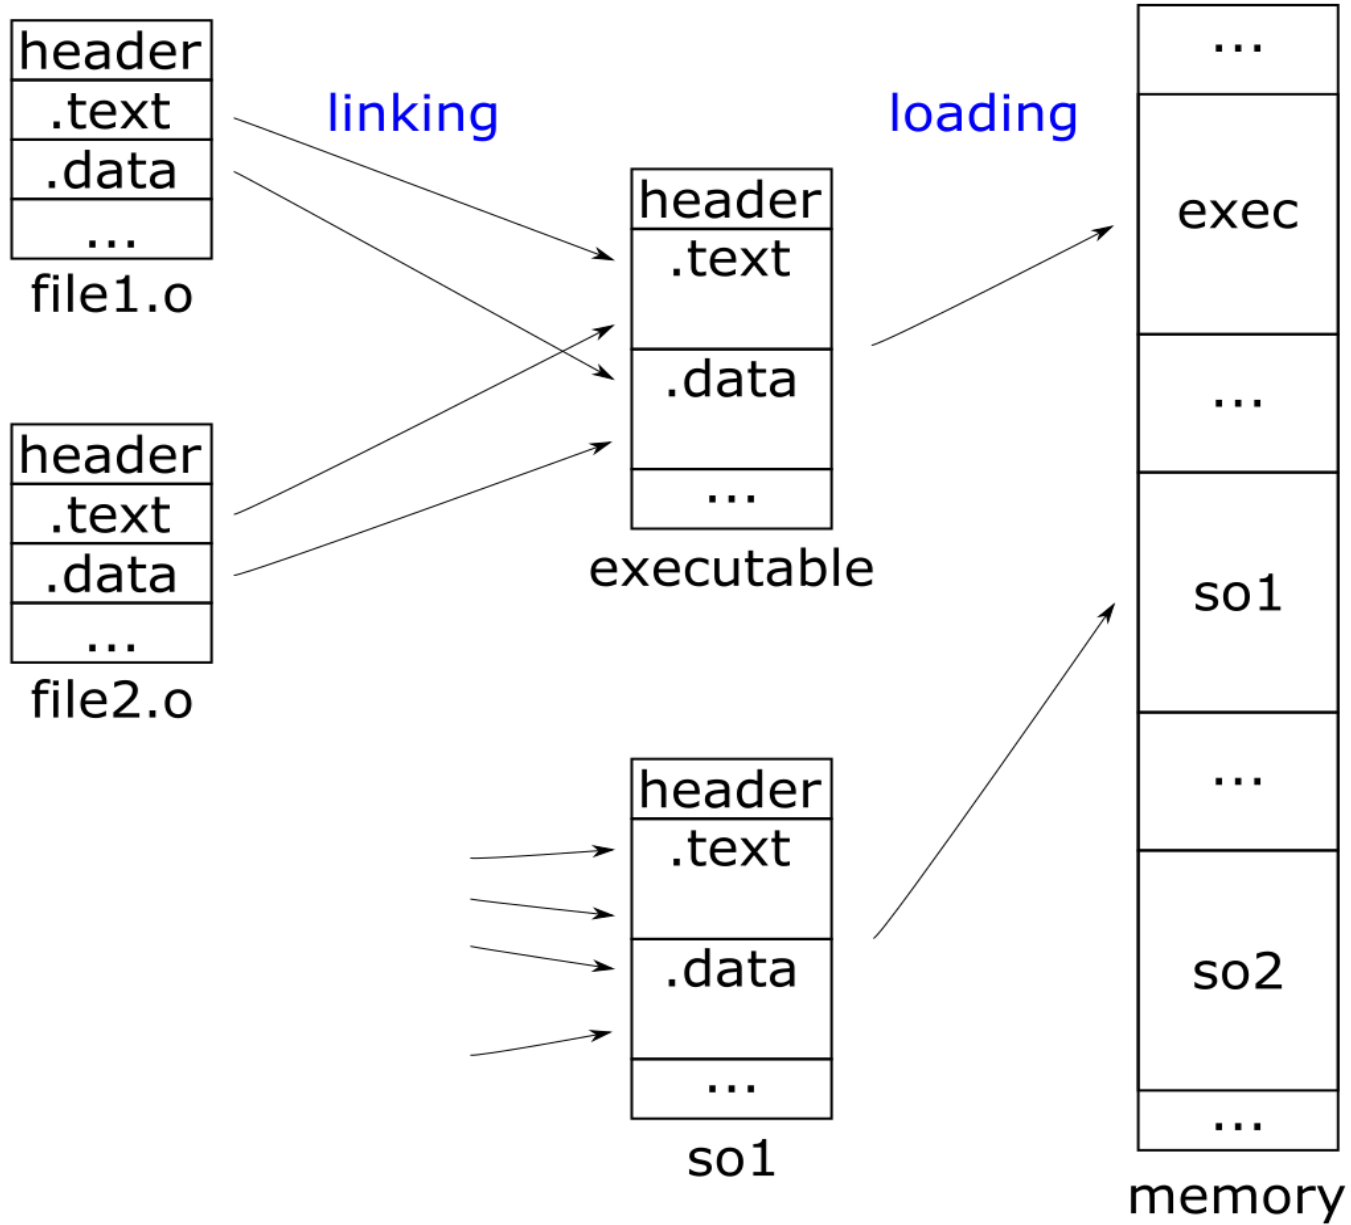 header
.text
.data
...
file1.o
header
.text
.data
...
file2.o
linking
header
.text
.data
...
executable
header
.text
.data
...
so1
loading
...
exec
...
so1
...
so2
...
memory